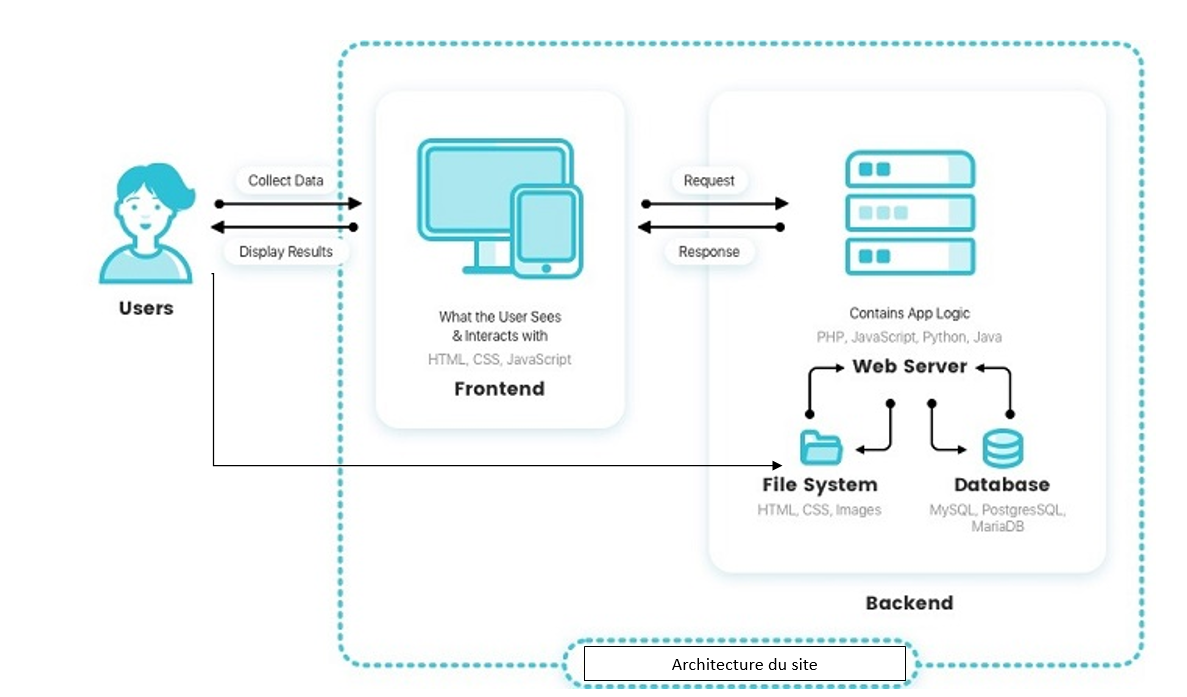 Collect Data
Display Results
Users
What the User Sees
& Interacts with
HTML, CSS, JavaScript
Frontend
Request
Response
Contains App Logic
PHP, JavaScript, Python, Java
Web Server
File System
HTML, CSS, Images
Database
MySQL, PostgresSQL,
MariaDB
Backend
Architecture du site